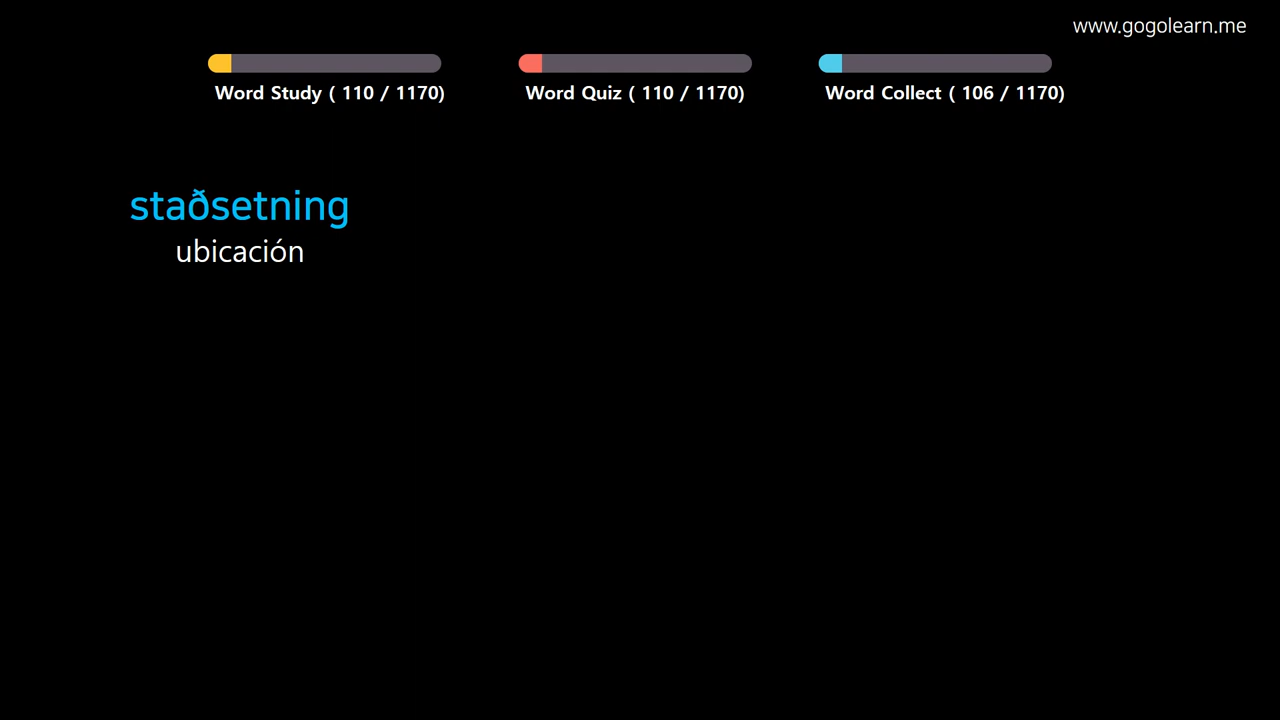 www.gogolearn.me
Word Study ( 110 / 1170)
Word Quiz ( 110 / 1170)
Word Collect ( 106 / 1170)
staðsetning
ubicación